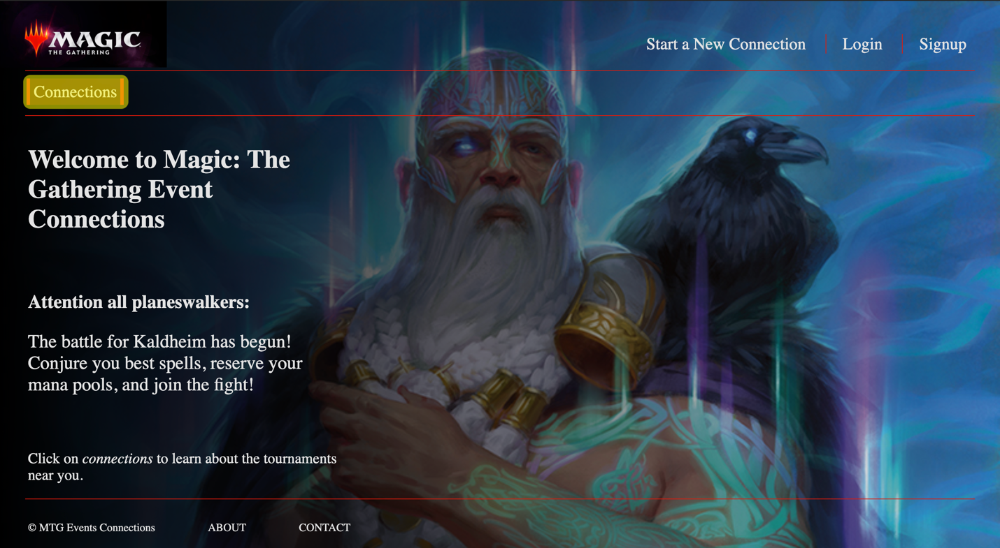 MAGIC
THE GATHERING
Start a New Connection
Login
Signup
Connections
Welcome to Magic: The
Gathering Event
Connections
Attention all planeswalkers:
The battle for Kaldheim has begun!
Conjure you best spells, reserve your
mana pools, and join the fight!
Click on connections to learn about the tournaments
near you.
© MTG Events Connections
ABOUT
CONTACT